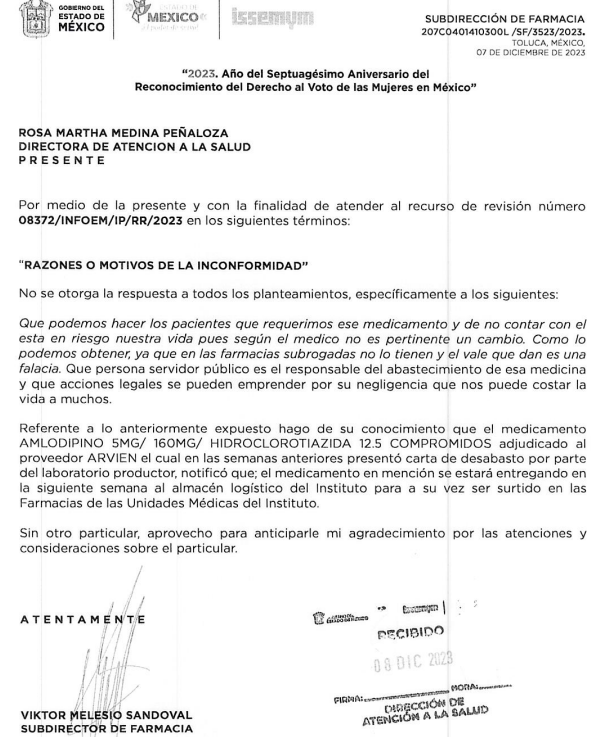 GOBIERNO DEL
ESTADO DE
MÉXICO
ESTADO DE
MÉXICO
¡El poder de servir!
issemym
SUBDIRECCIÓN DE FARMACIA
207C0401410300L /SF/3523/2023.
TOLUCA, MÉXICO,
07 DE DICIEMBRE DE 2023
“2023. Año del Septuagésimo Aniversario del
Reconocimiento del Derecho al Voto de las Mujeres en México”
ROSA MARTHA MEDINA PEÑALOZA
DIRECTORA DE ATENCION A LA SALUD
P R E S E N T E
Por medio de la presente y con la finalidad de atender al recurso de revisión número
08372/INFOEM/IP/RR/2023 en los siguientes términos:
“RAZONES O MOTIVOS DE LA INCONFORMIDAD”
No se otorga la respuesta a todos los planteamientos, específicamente a los siguientes:
Que podemos hacer los pacientes que requerimos ese medicamento y de no contar con el
esta en riesgo nuestra vida pues según el medico no es pertinente un cambio. Como lo
podemos obtener, ya que en las farmacias subrogadas no lo tienen y el vale que dan es una
falacia. Que persona servidor público es el responsable del abastecimiento de esa medicina
y que acciones legales se pueden emprender por su negligencia que nos puede costar la
vida a muchos.
Referente a lo anteriormente expuesto hago de su conocimiento que el medicamento
AMLODIPINO 5MG/ 160MG/ HIDROCLOROTIAZIDA 12.5 COMPROMIDOS adjudicado al
proveedor ARVIEN el cual en las semanas anteriores presentó carta de desabasto por parte
del laboratorio productor, notificó que; el medicamento en mención se estará entregando en
la siguiente semana al almacén logístico del Instituto para a su vez ser surtido en las
Farmacias de las Unidades Médicas del Instituto.
Sin otro particular, aprovecho para anticiparle mi agradecimiento por las atenciones y
consideraciones sobre el particular.
A T E N T A M E N T E
issemym
RECIBIDO
08 DIC 2023
FIRMA: HORA:
DIRECCIÓN DE
ATENCIÓN A LA SALUD
VIKTOR MELESIO SANDOVAL
SUBDIRECTOR DE FARMACIA